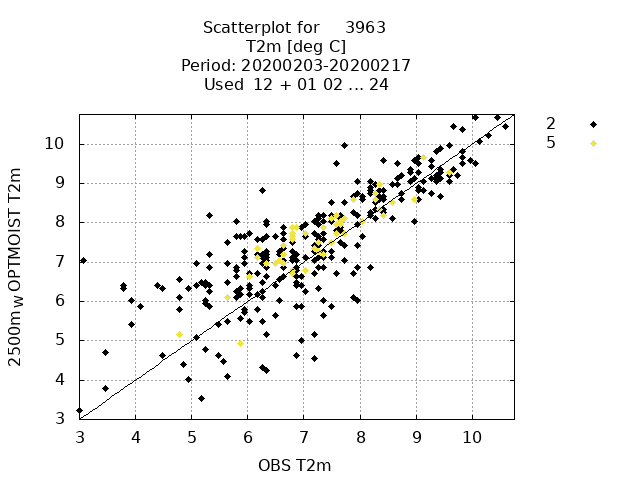 Scatterplot for 3963
T2m [deg C]
Period: 20200203-20200217
Used 12 + 01 02 ... 24
2
5
10
9
8
7
6
5
4
3
2500m w OPTMOIST T2m
3 4 5 6 7 8 9 10
OBS T2m